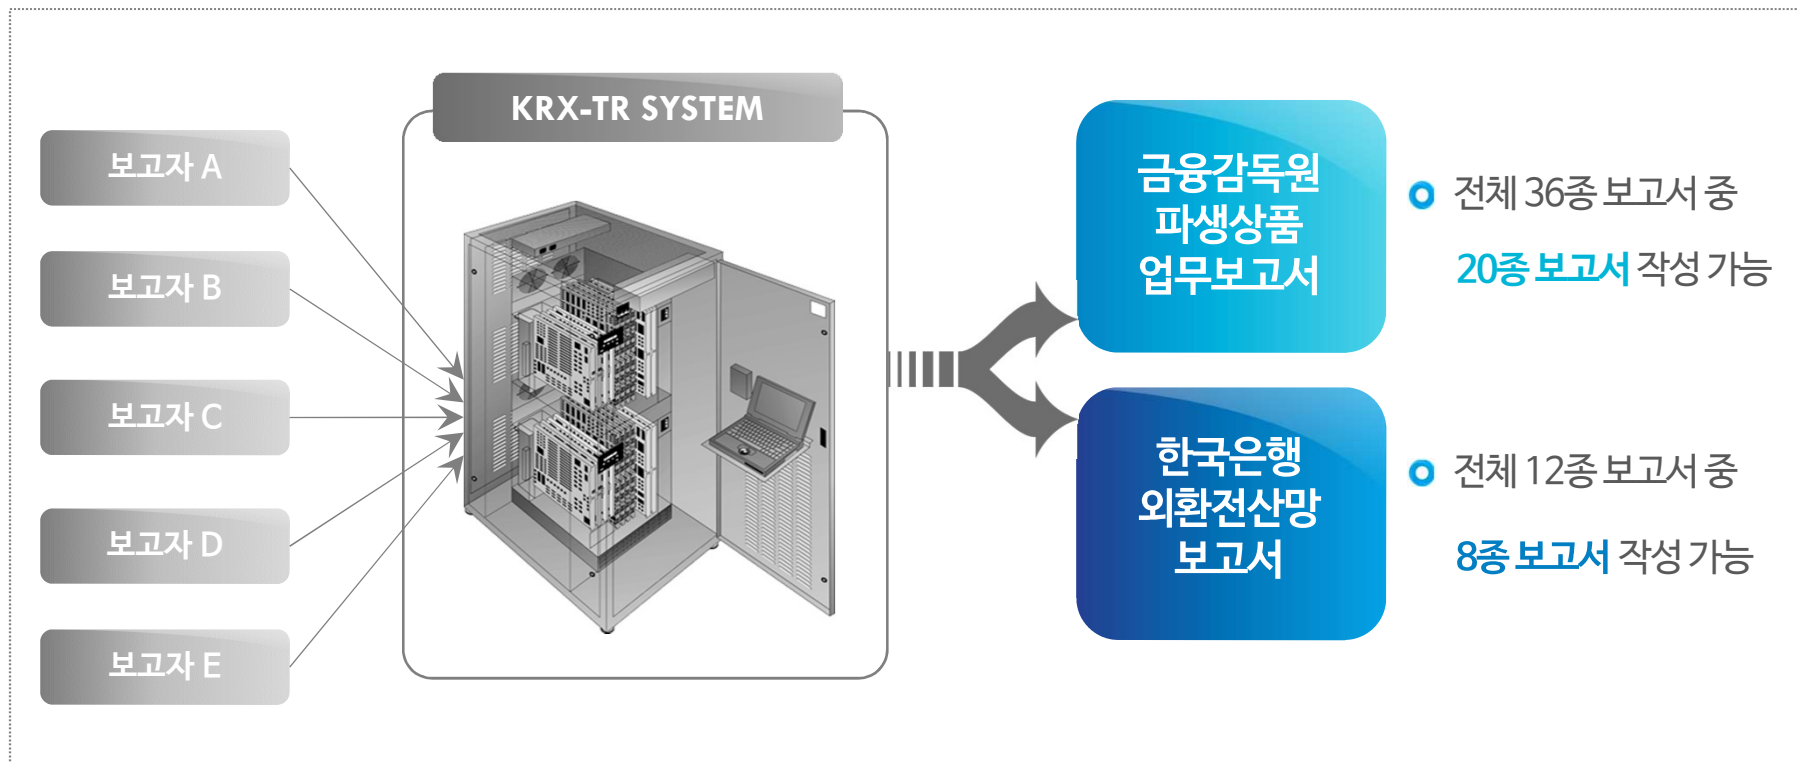 KRX-TR SYSTEM
보고자 A
보고자 B
보고자 C
보고자 D
보고자 E
금융감독원
파생상품
업무보고서
전체 36종 보고서 중
20종 보고서 작성 가능
한국은행
외환전산망
보고서
전체 12종 보고서 중
8종 보고서 작성 가능